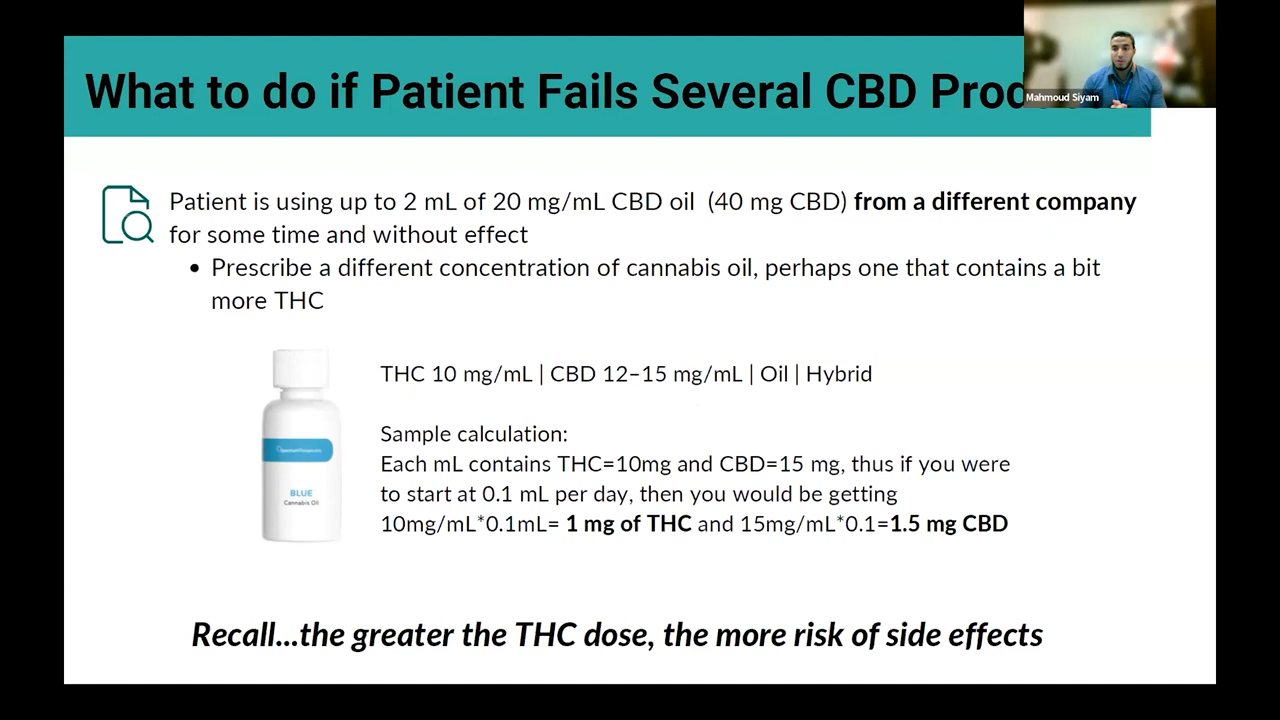 What to do if Patient Fails Several CBD
Mahmoud Siyam
Patient is using up to 2 mL of 20 mg/mL CBD oil (40 mg CBD) from a different company
for some time and without effect
• Prescribe a different concentration of cannabis oil, perhaps one that contains a bit
more THC
THC 10 mg/mL | CBD 12–15 mg/mL | Oil | Hybrid
Sample calculation:
Each mL contains THC=10mg and CBD=15 mg, thus if you were
to start at 0.1 mL per day, then you would be getting
10mg/mL*0.1mL= 1 mg of THC and 15mg/mL*0.1=1.5 mg CBD
BLUE
Cannabis Oil
Recall...the greater the THC dose, the more risk of side effects